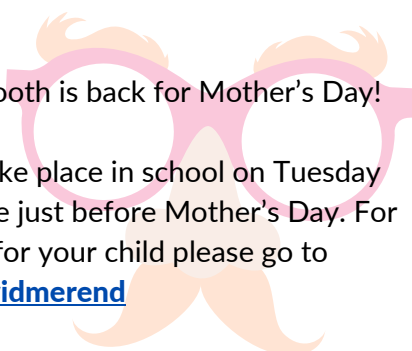 ooth is back for Mother's Day!
ke place in school on Tuesday
e just before Mother's Day. For
for your child please go to
idmerend